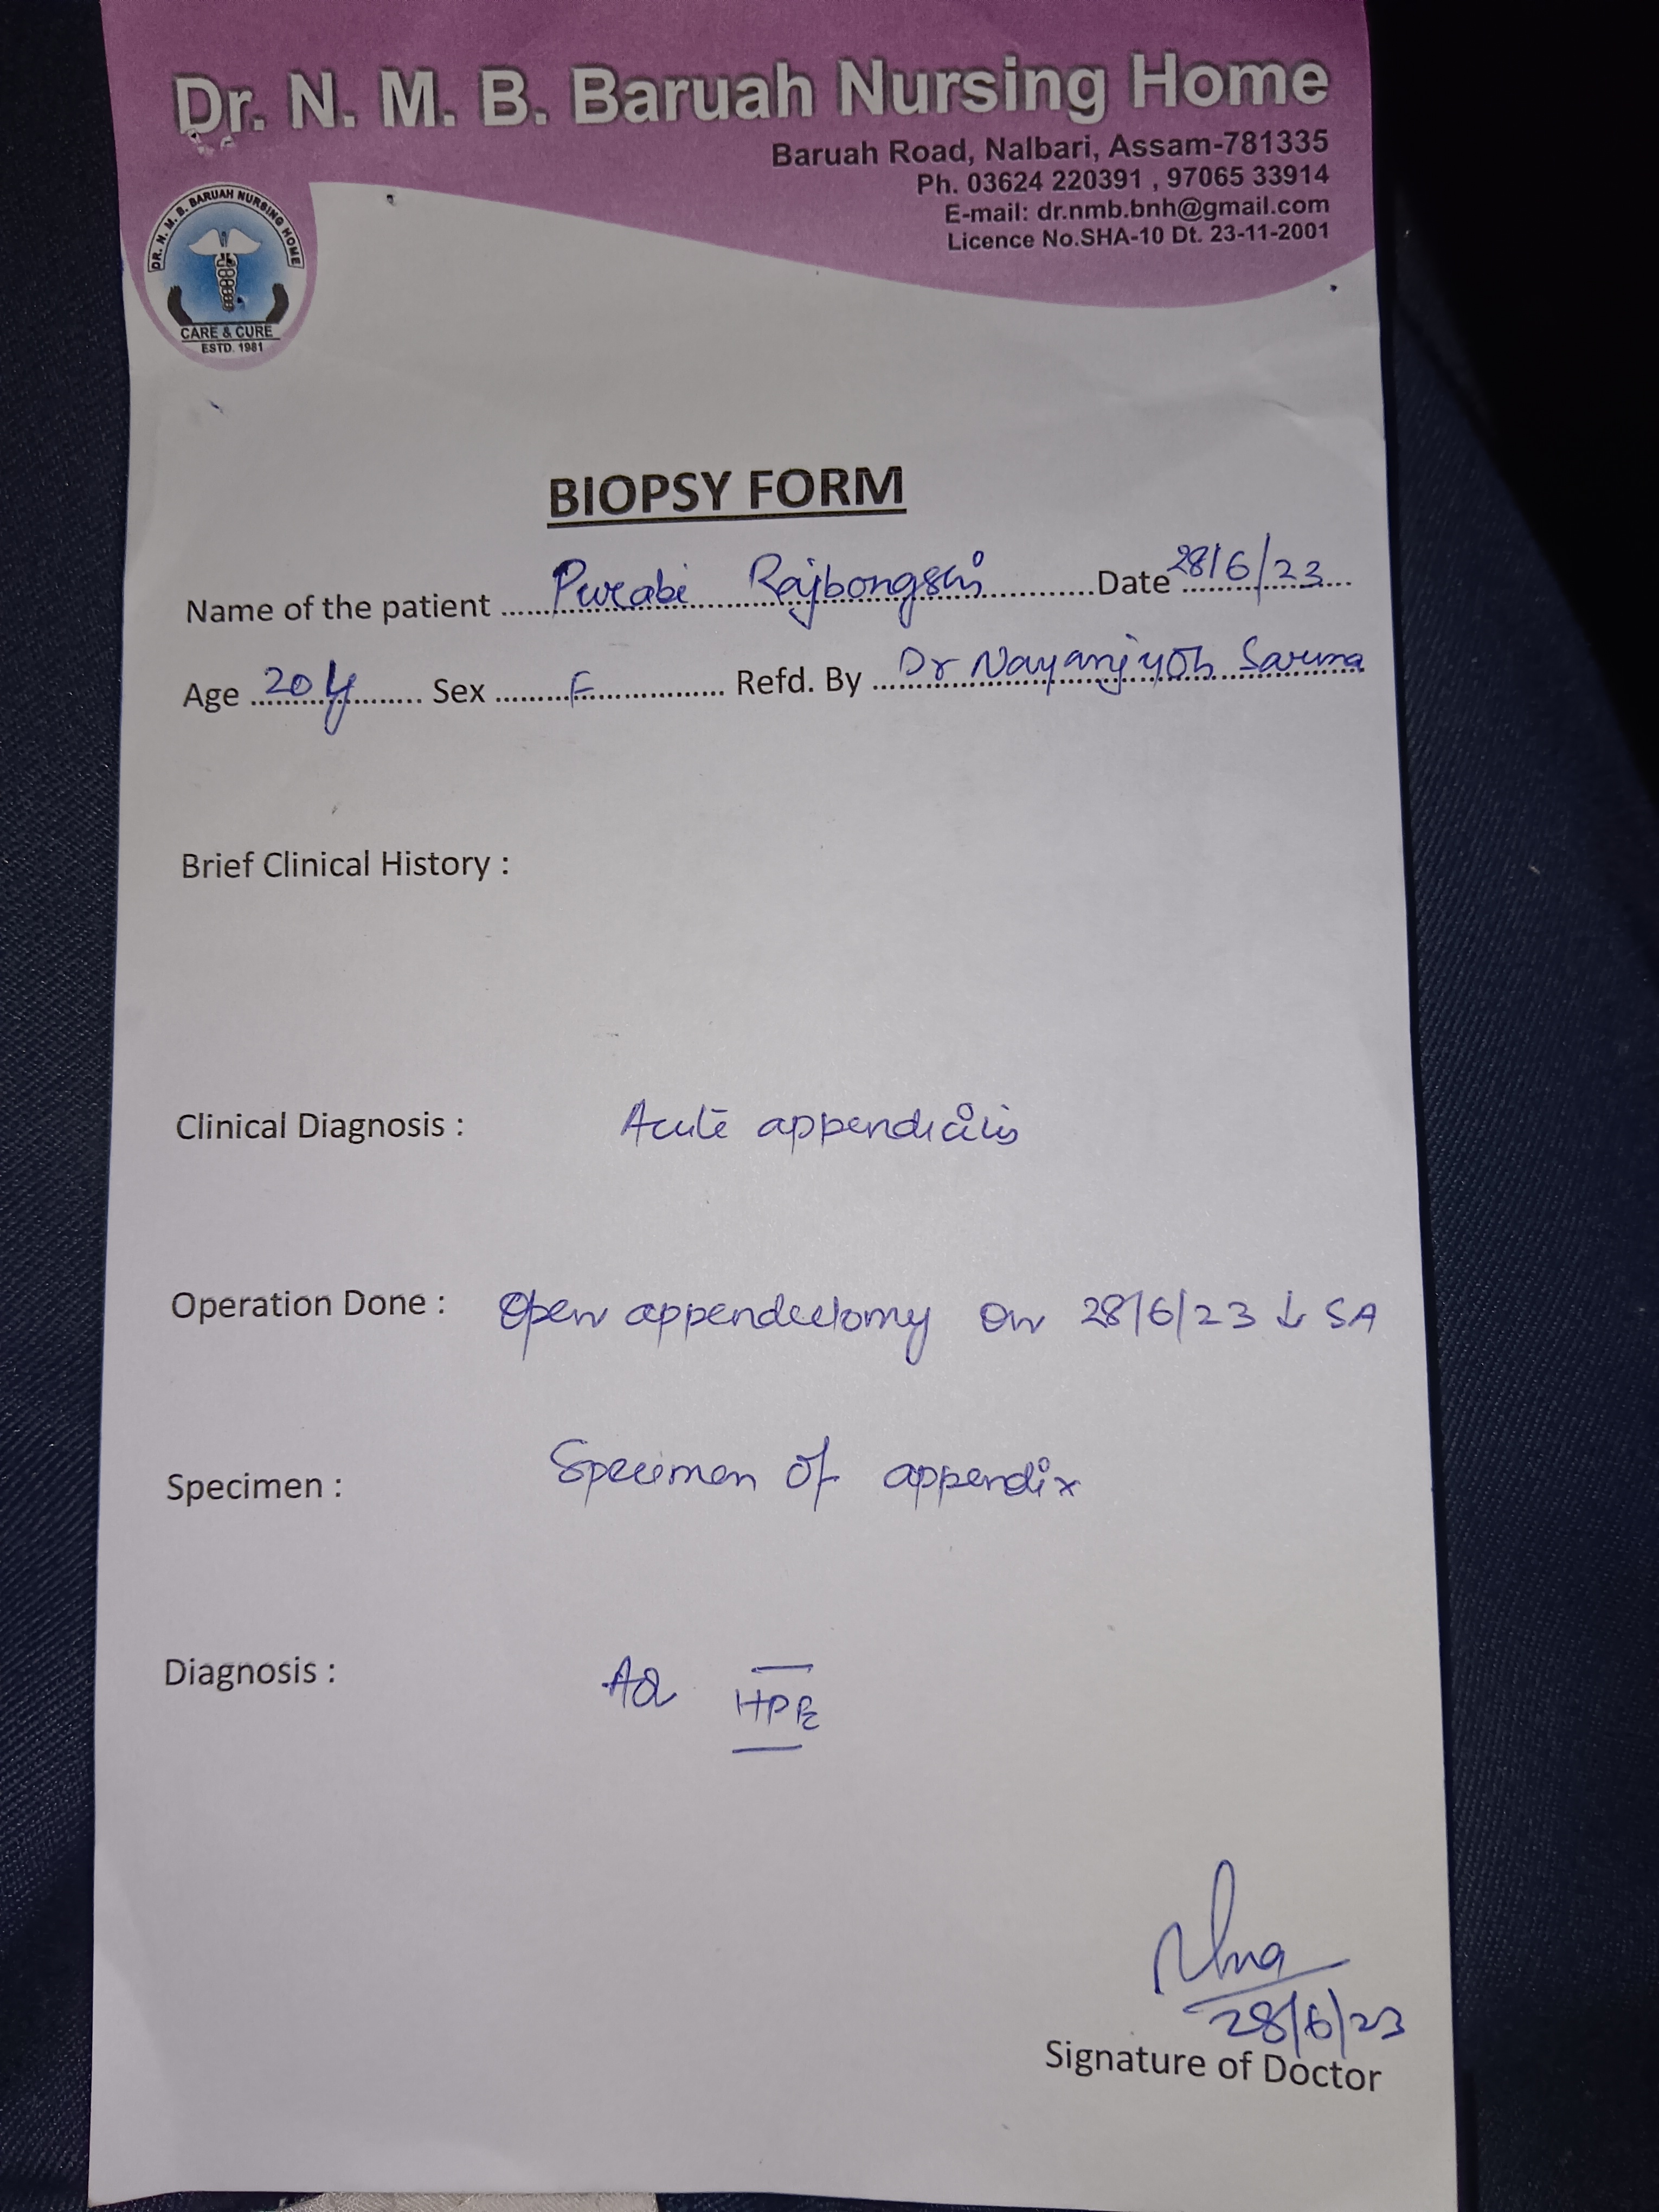 Dr. N. M. B. Baruah Nursing Home
Baruah Road, Nalbari, Assam-781335
Ph. 03624 220391 , 97065 33914
E-mail: dr.nmb.bnh@gmail.com
Licence No.SHA-10 Dt. 23-11-2001
DR. N. M. B. BARUAH NURSING HOME
CARE & CURE
ESTD. 1981
BIOPSY FORM
Name of the patient ..... Purabi Rajbongshi ..... Date 28/6/23
Age 20 y ..... Sex ..... F ..... Refd. By ..... Dr Nayanjyoti Sarma
Brief Clinical History :
Clinical Diagnosis : Acute appendicitis
Operation Done : Open appendectomy on 28/6/23 ↓ SA
Specimen : Specimen of appendix
Diagnosis : HPE
28/6/23
Signature of Doctor